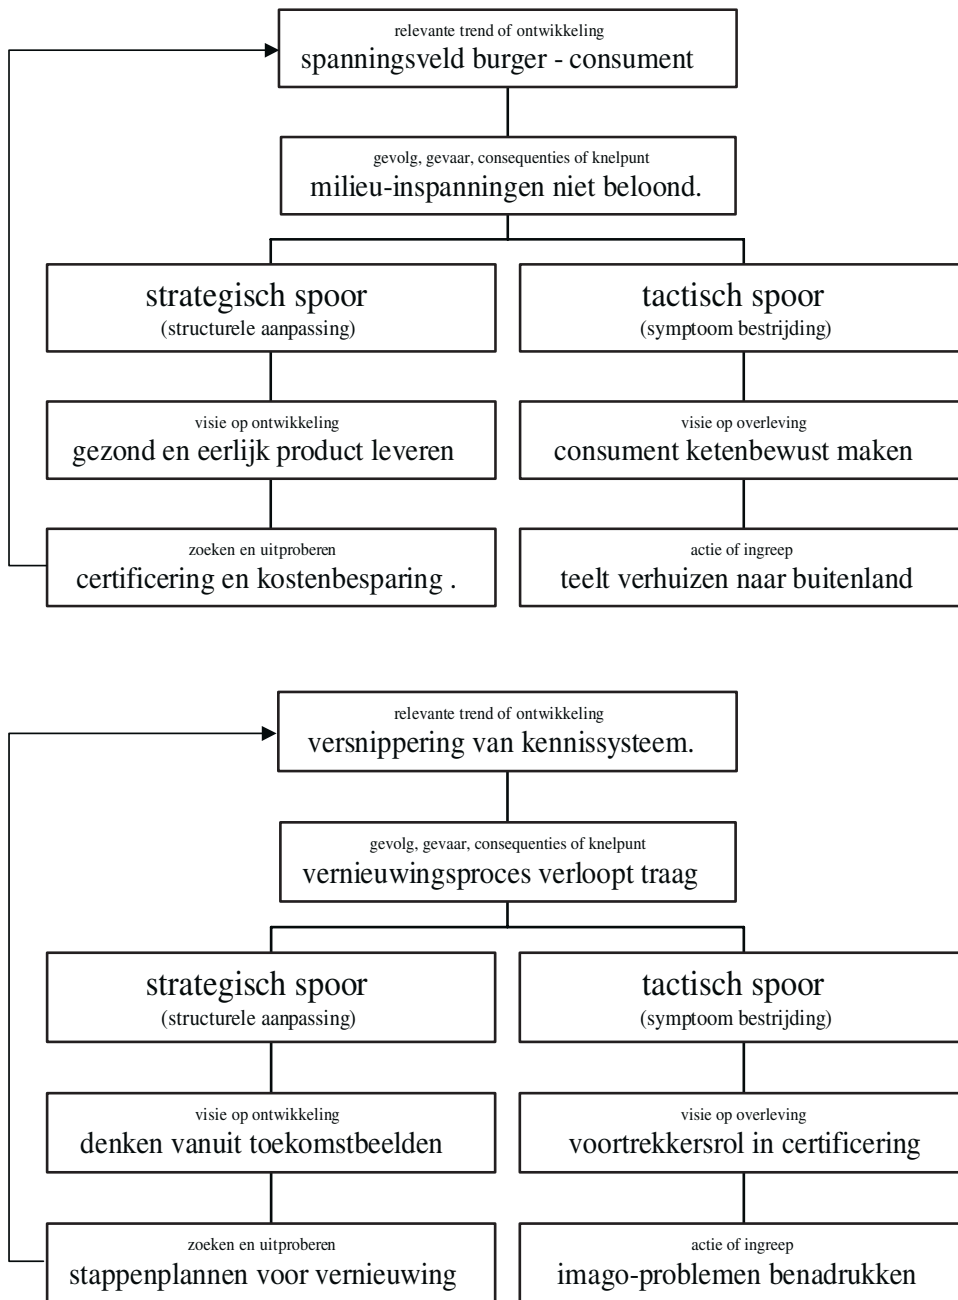 relevante trend of ontwikkeling
spanningsveld burger - consument
gevolg, gevaar, consequenties of knelpunt
milieu-inspanningen niet beloond.
strategisch spoor
(structurele aanpassing)
tactisch spoor
(symptoom bestrijding)
visie op ontwikkeling
gezond en eerlijk product leveren
visie op overleving
consument ketenbewust maken
zoeken en uitproberen
certificering en kostenbesparing .
actie of ingreep
teelt verhuizen naar buitenland
relevante trend of ontwikkeling
versnippering van kennissysteem.
gevolg, gevaar, consequenties of knelpunt
vernieuwingsproces verloopt traag
strategisch spoor
(structurele aanpassing)
tactisch spoor
(symptoom bestrijding)
visie op ontwikkeling
denken vanuit toekomstbeelden
visie op overleving
voortrekkersrol in certificering
zoeken en uitproberen
stappenplannen voor vernieuwing
actie of ingreep
imago-problemen benadrukken